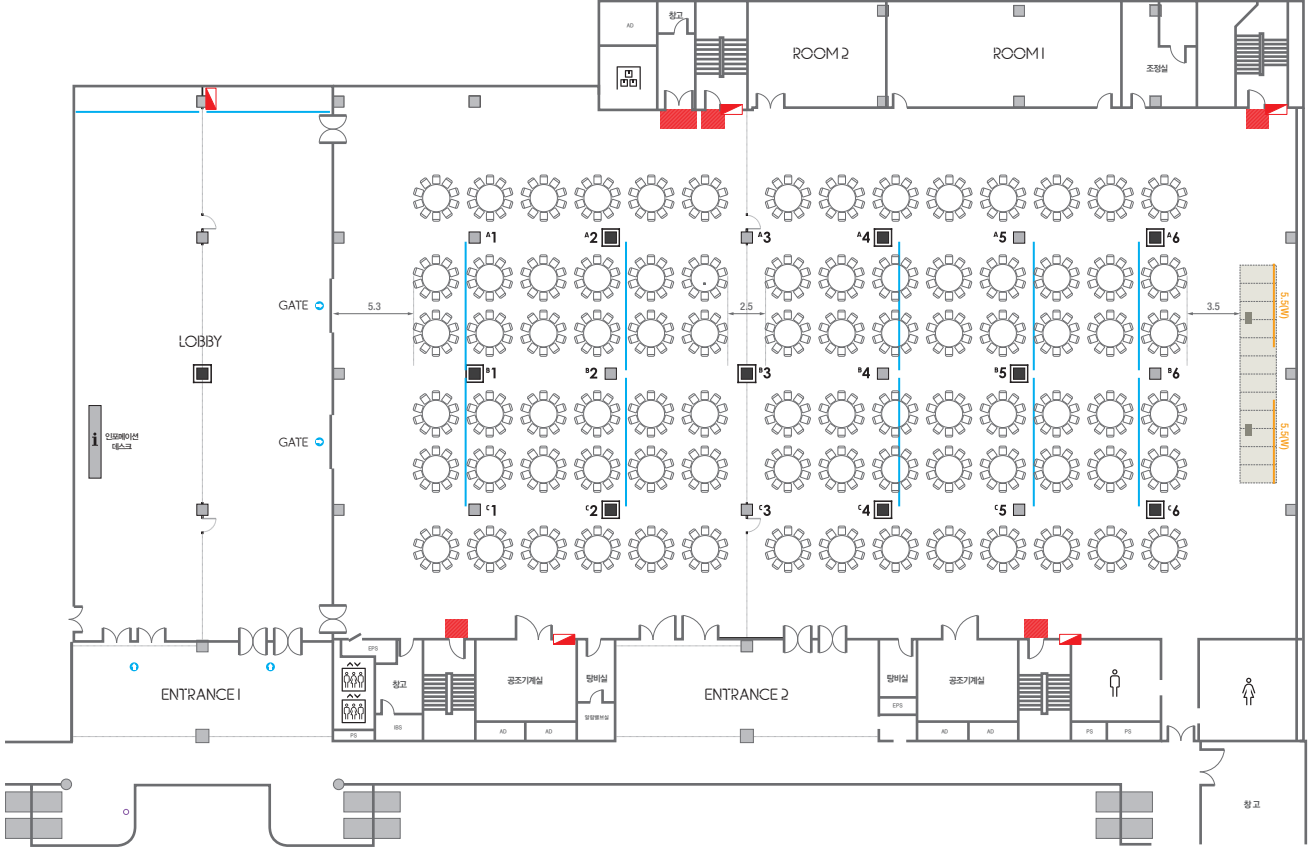 AD
창고
ROOM 2
ROOM 1
조정실
A1
A2
A3
A4
A5
A6
GATE
5.3
2.5
3.5
5.5(W)
LOBBY
B1
B2
B3
B4
B5
B6
i 인포메이션
데스크
GATE
5.5(W)
C1
C2
C3
C4
C5
C6
EPS
창고
IBS
PS
공조기계실
AD
AD
탕비실
ENTRANCE 1
ENTRANCE 2
탕비실
EPS
공조기계실
AD
AD
PS
PS
창고